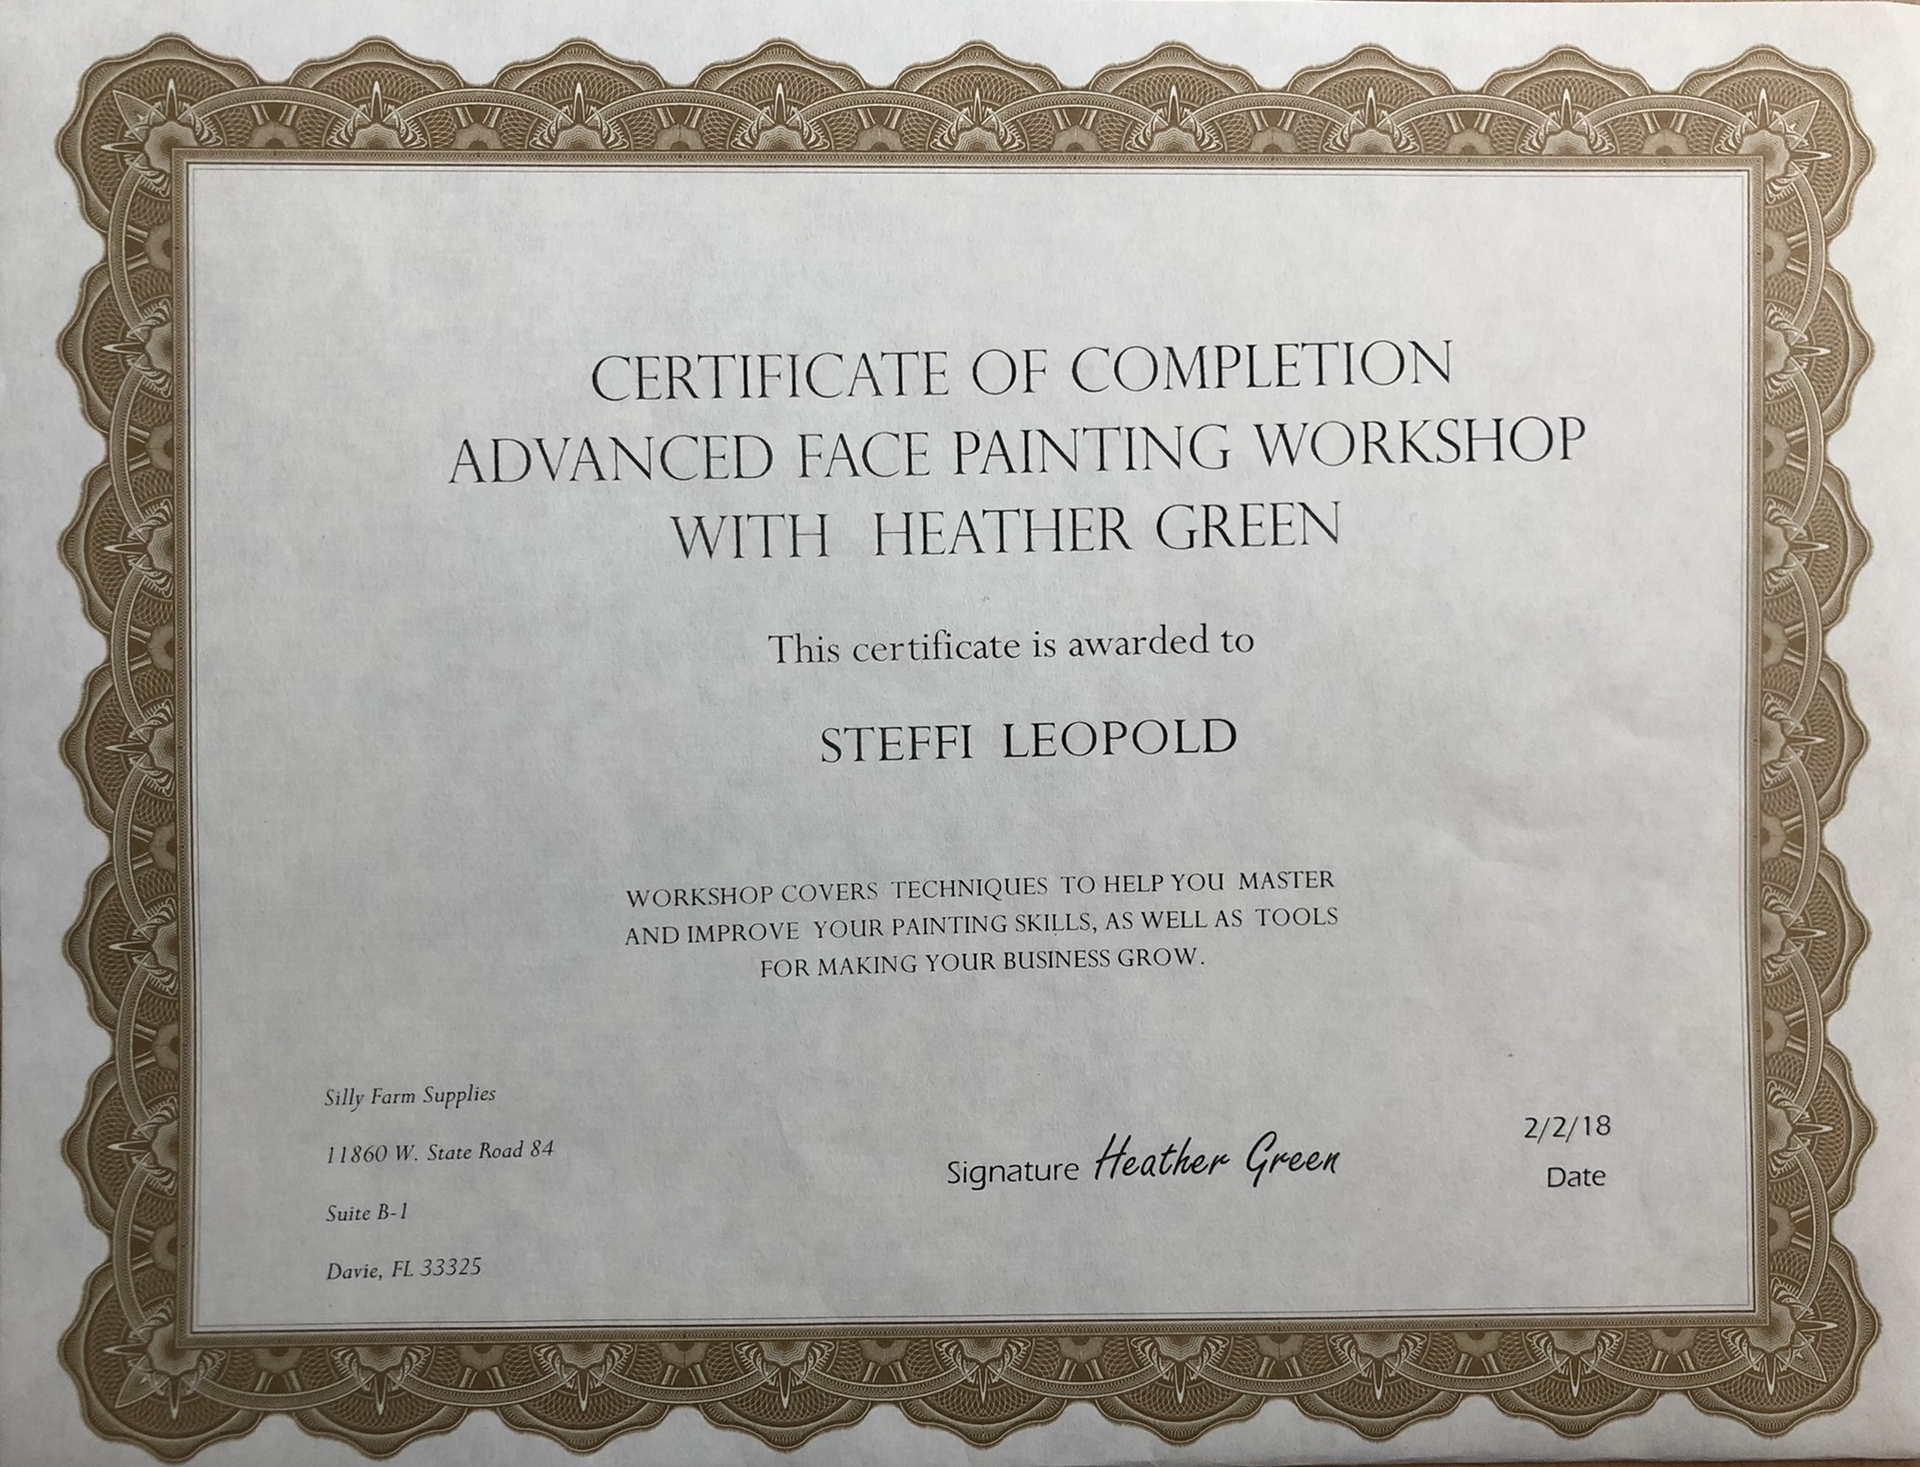 CERTIFICATE OF COMPLETION
ADVANCED FACE PAINTING WORKSHOP
WITH HEATHER GREEN
This certificate is awarded to
STEFFI LEOPOLD
WORKSHOP COVERS TECHNIQUES TO HELP YOU MASTER
AND IMPROVE YOUR PAINTING SKILLS, AS WELL AS TOOLS
FOR MAKING YOUR BUSINESS GROW.
Silly Farm Supplies
11860 W. State Road 84
Suite B-1
Davie, FL 33325
Signature Heather Green
2/2/18
Date